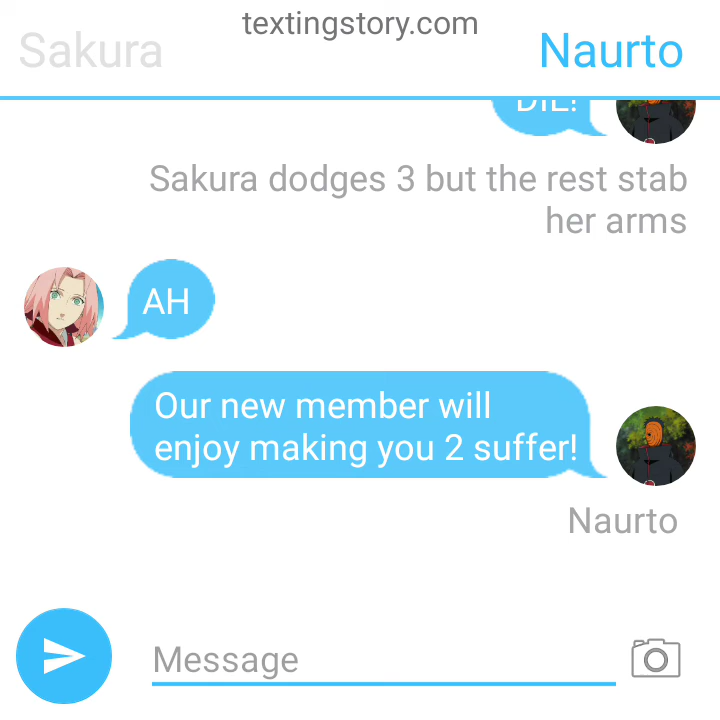 textingstory.com
Sakura
Naurto
DIE!
Sakura dodges 3 but the rest stab
her arms
AH
Our new member will
enjoy making you 2 suffer!
Naurto
Message